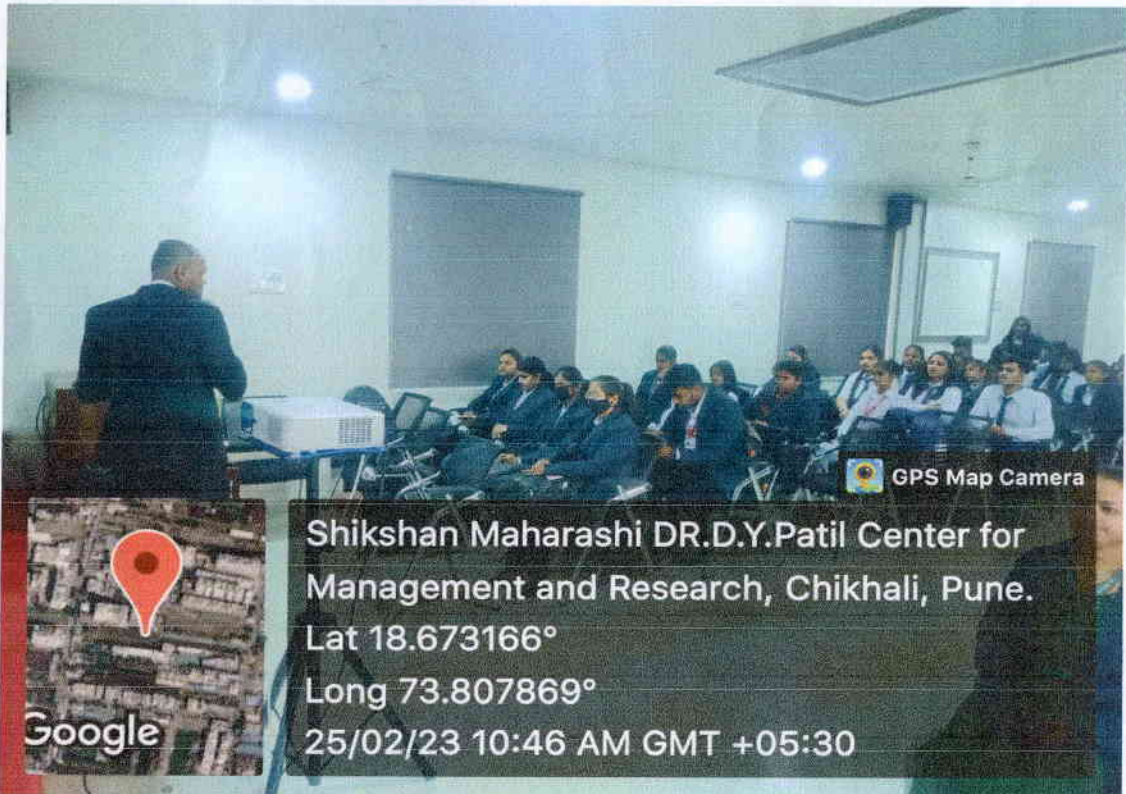 GPS Map Camera
Shikshan Maharashi DR.D.Y.Patil Center for
Management and Research, Chikhali, Pune.
Lat 18.673166°
Long 73.807869°
25/02/23 10:46 AM GMT +05:30
Google